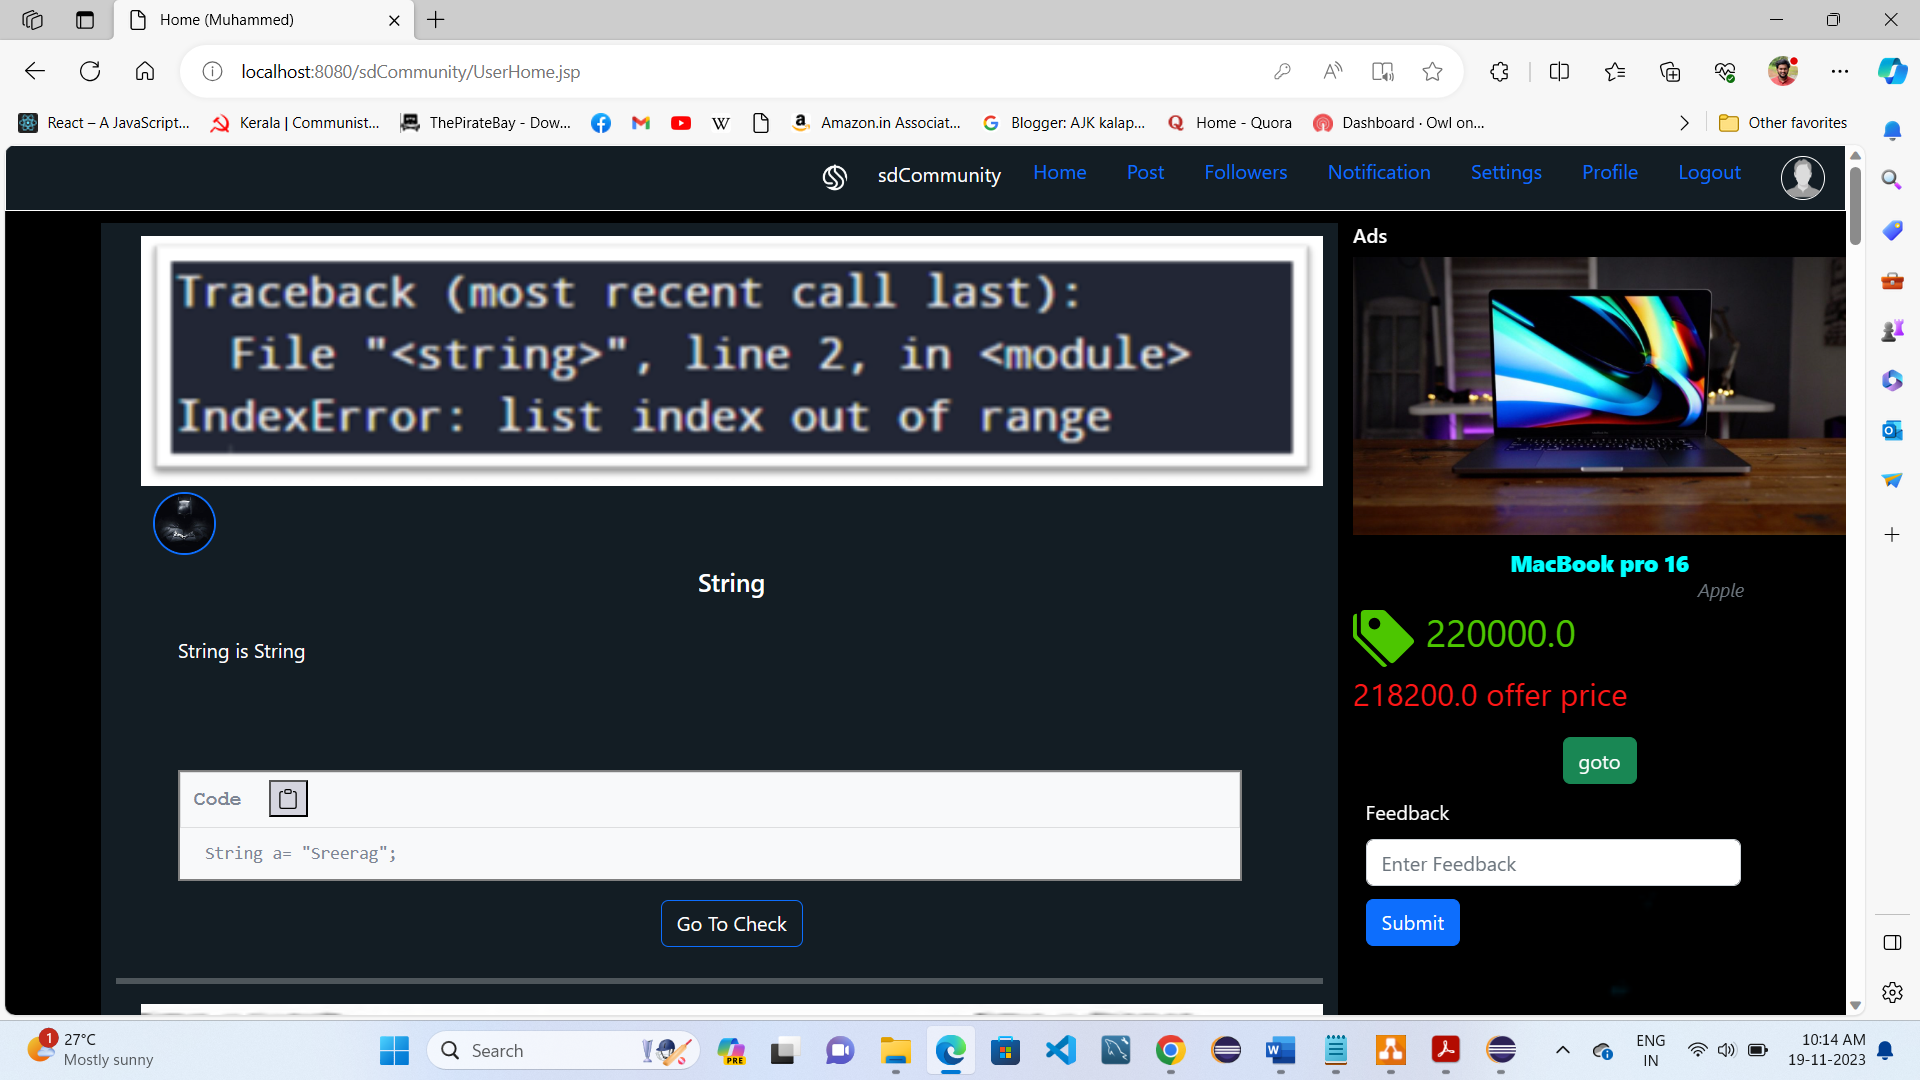 Home (Muhammed)
localhost:8080/sdCommunity/UserHome.jsp
React – A JavaScript...
Kerala | Communist...
ThePirateBay - Dow...
W
Amazon.in Associat...
Blogger: AJK kalap...
Home - Quora
Dashboard · Owl on...
Other favorites
sdCommunity
Home
Post
Followers
Notification
Settings
Profile
Logout
Traceback (most recent call last):
File "<string>", line 2, in <module>
IndexError: list index out of range
String
String is String
Code
String a= "Sreerag";
Go To Check
Ads
MacBook pro 16
Apple
220000.0
218200.0 offer price
goto
Feedback
Enter Feedback
Submit
1
27°C
Mostly sunny
Search
PRE
ENG
IN
10:14 AM
19-11-2023